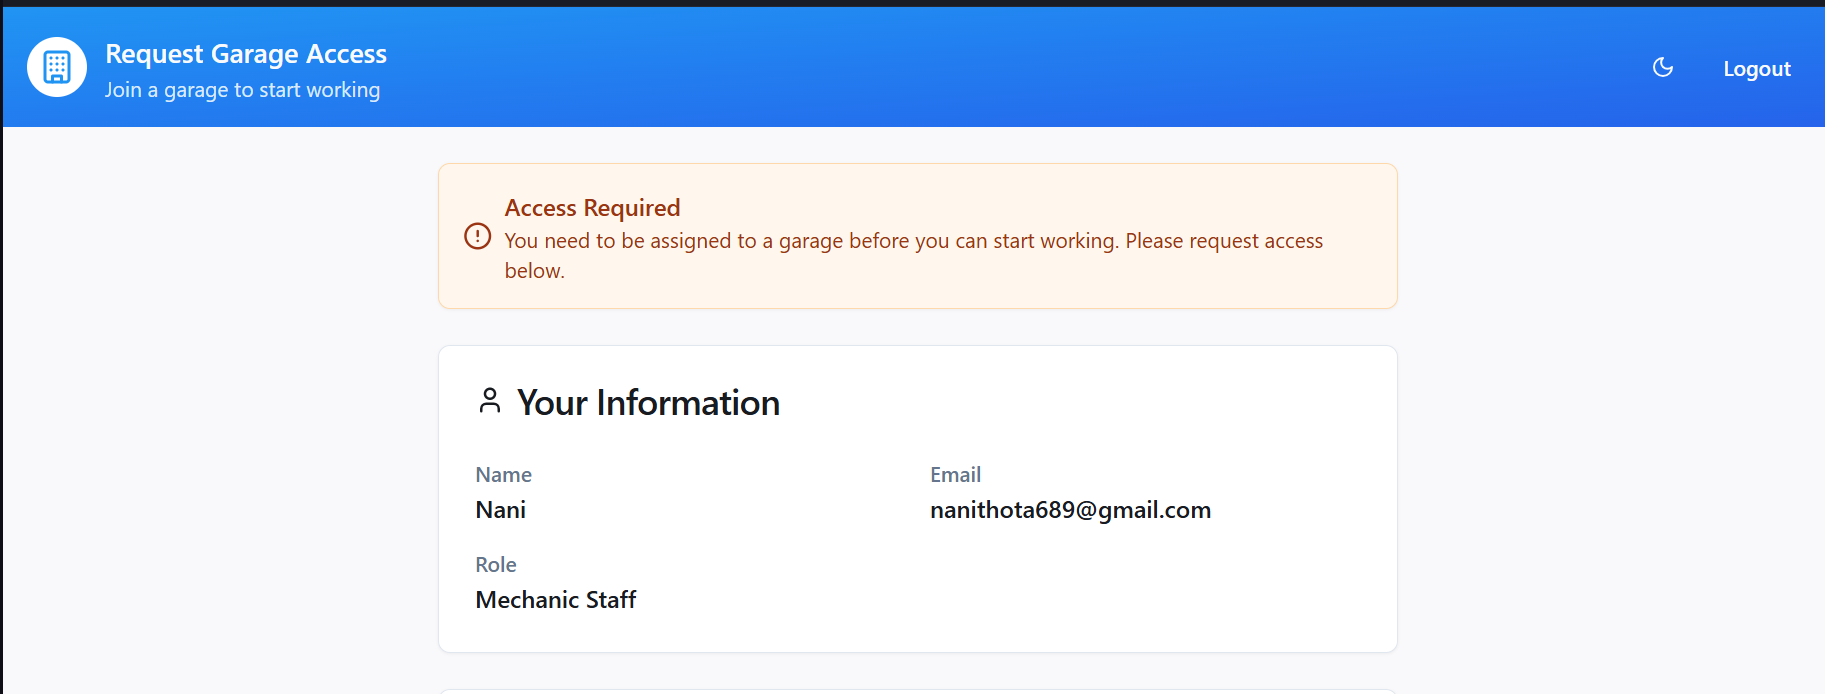 Request Garage Access
Join a garage to start working
Logout
Access Required
You need to be assigned to a garage before you can start working. Please request access
below.
Your Information
Name
Nani
Email
nanithota689@gmail.com
Role
Mechanic Staff